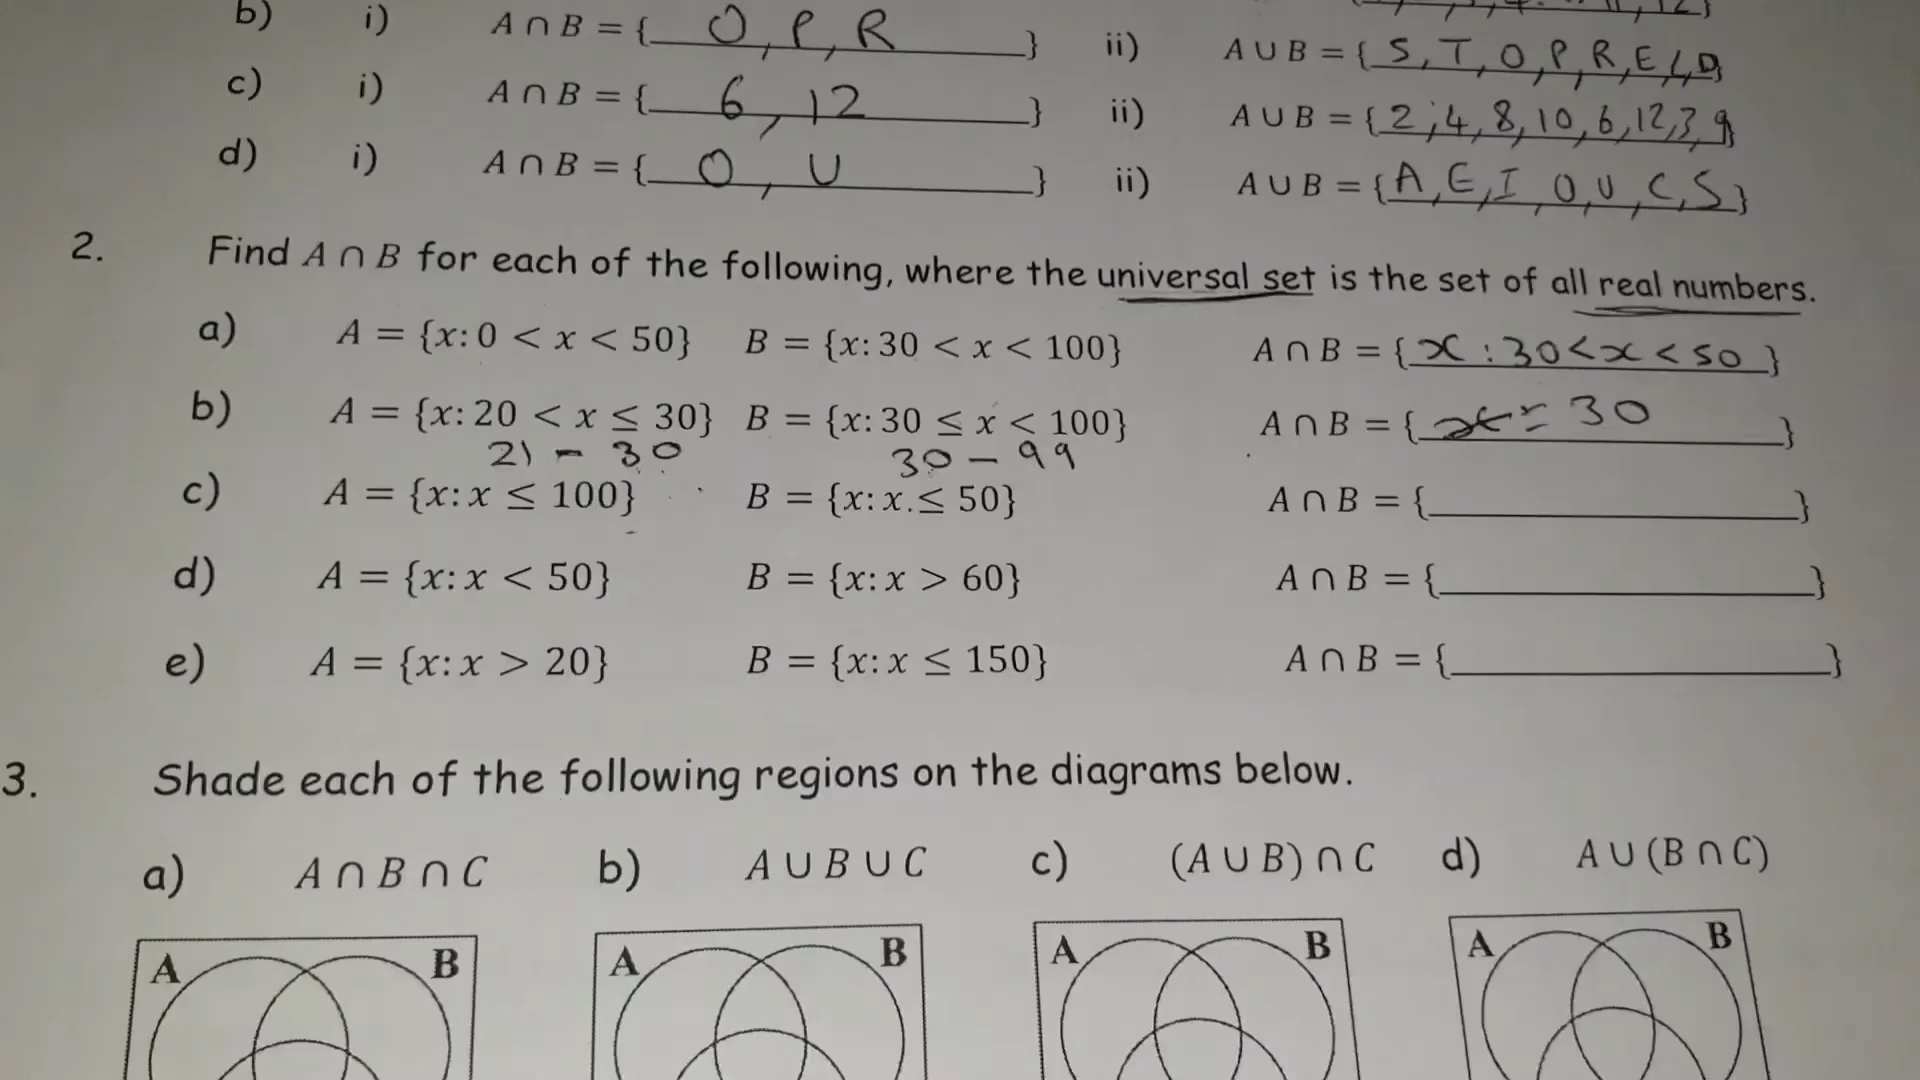 b) i) A ∩ B = { O, P, R } ii) A ∪ B = { S, T, O, P, R, E, L, D }
c) i) A ∩ B = { 6, 12 } ii) A ∪ B = { 2, 4, 8, 10, 6, 12, 3, 9 }
d) i) A ∩ B = { O, U } ii) A ∪ B = { A, E, I, O, U, C, S }
2. Find A ∩ B for each of the following, where the universal set is the set of all real numbers.
a) A = {x: 0 < x < 50} B = {x: 30 < x < 100} A ∩ B = { x : 30 < x < 50 }
b) A = {x: 20 < x ≤ 30} B = {x: 30 ≤ x < 100} A ∩ B = { x = 30 }
21 - 30 30 - 99
c) A = {x: x ≤ 100} B = {x: x ≤ 50} A ∩ B = {____}
d) A = {x: x < 50} B = {x: x > 60} A ∩ B = {____}
e) A = {x: x > 20} B = {x: x ≤ 150} A ∩ B = {____}
3. Shade each of the following regions on the diagrams below.
a) A ∩ B ∩ C b) A ∪ B ∪ C c) (A ∪ B) ∩ C d) A ∪ (B ∩ C)
A B A B A B A B